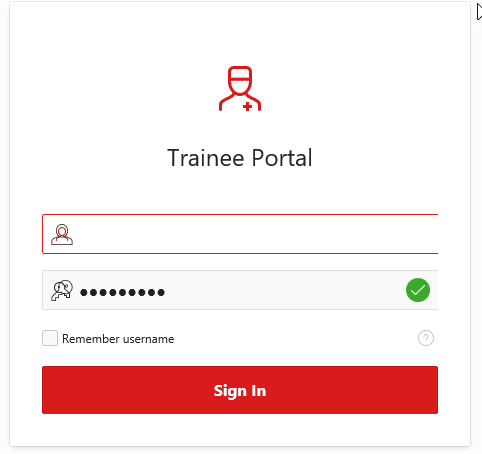 Trainee Portal
●●●●●●●●●
Remember username
?
Sign In